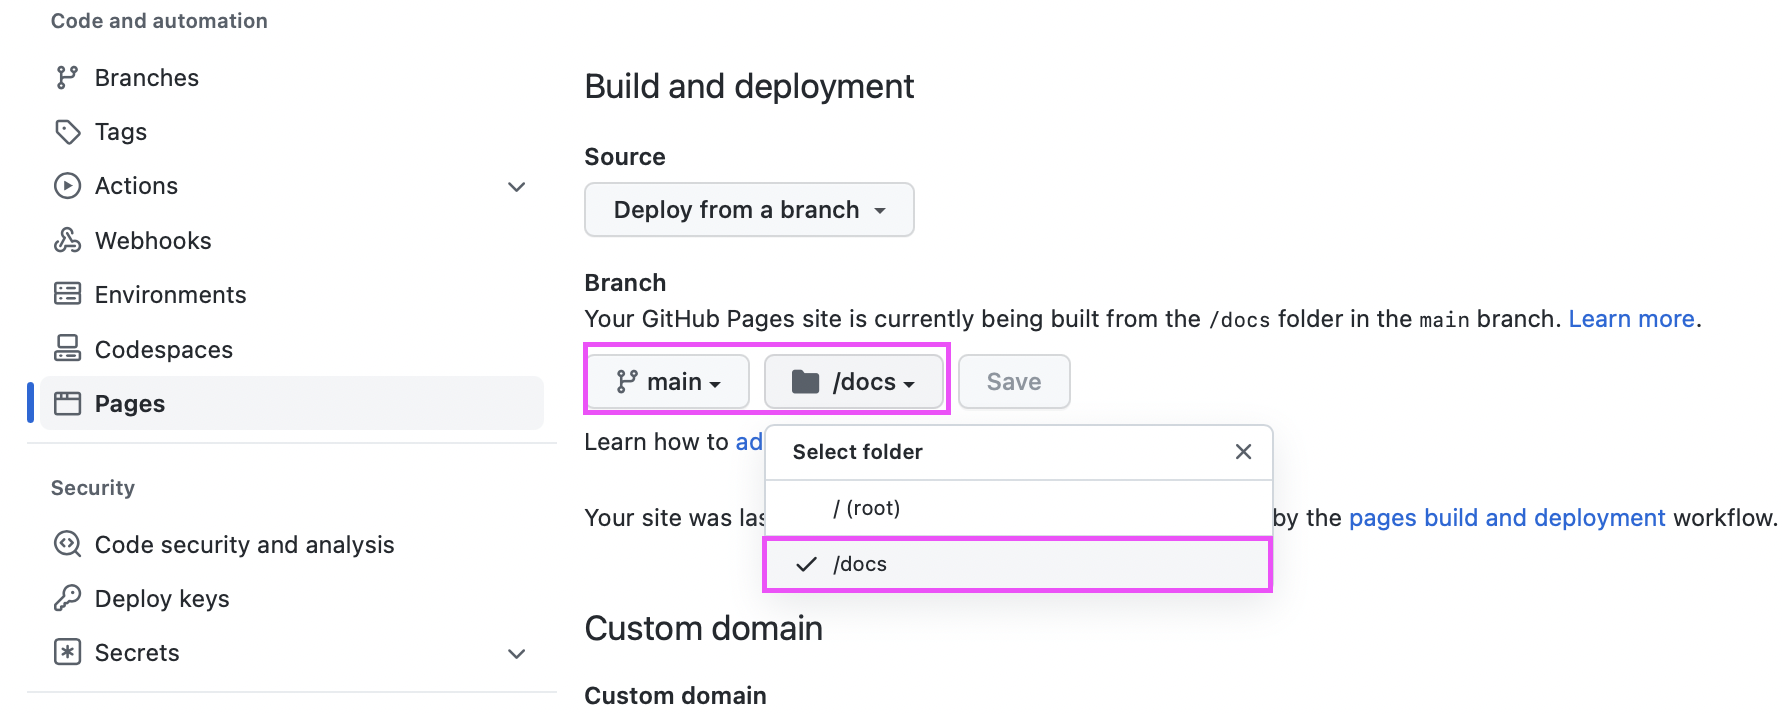 Code and automation
Branches
Tags
Actions
Webhooks
Environments
Codespaces
Pages
Security
Code security and analysis
Deploy keys
Secrets
Build and deployment
Source
Deploy from a branch
Branch
Your GitHub Pages site is currently being built from the /docs folder in the main branch. Learn more.
main /docs Save
Learn how to ad
Select folder
/ (root)
Your site was las by the pages build and deployment workflow.
/docs
Custom domain
Custom domain